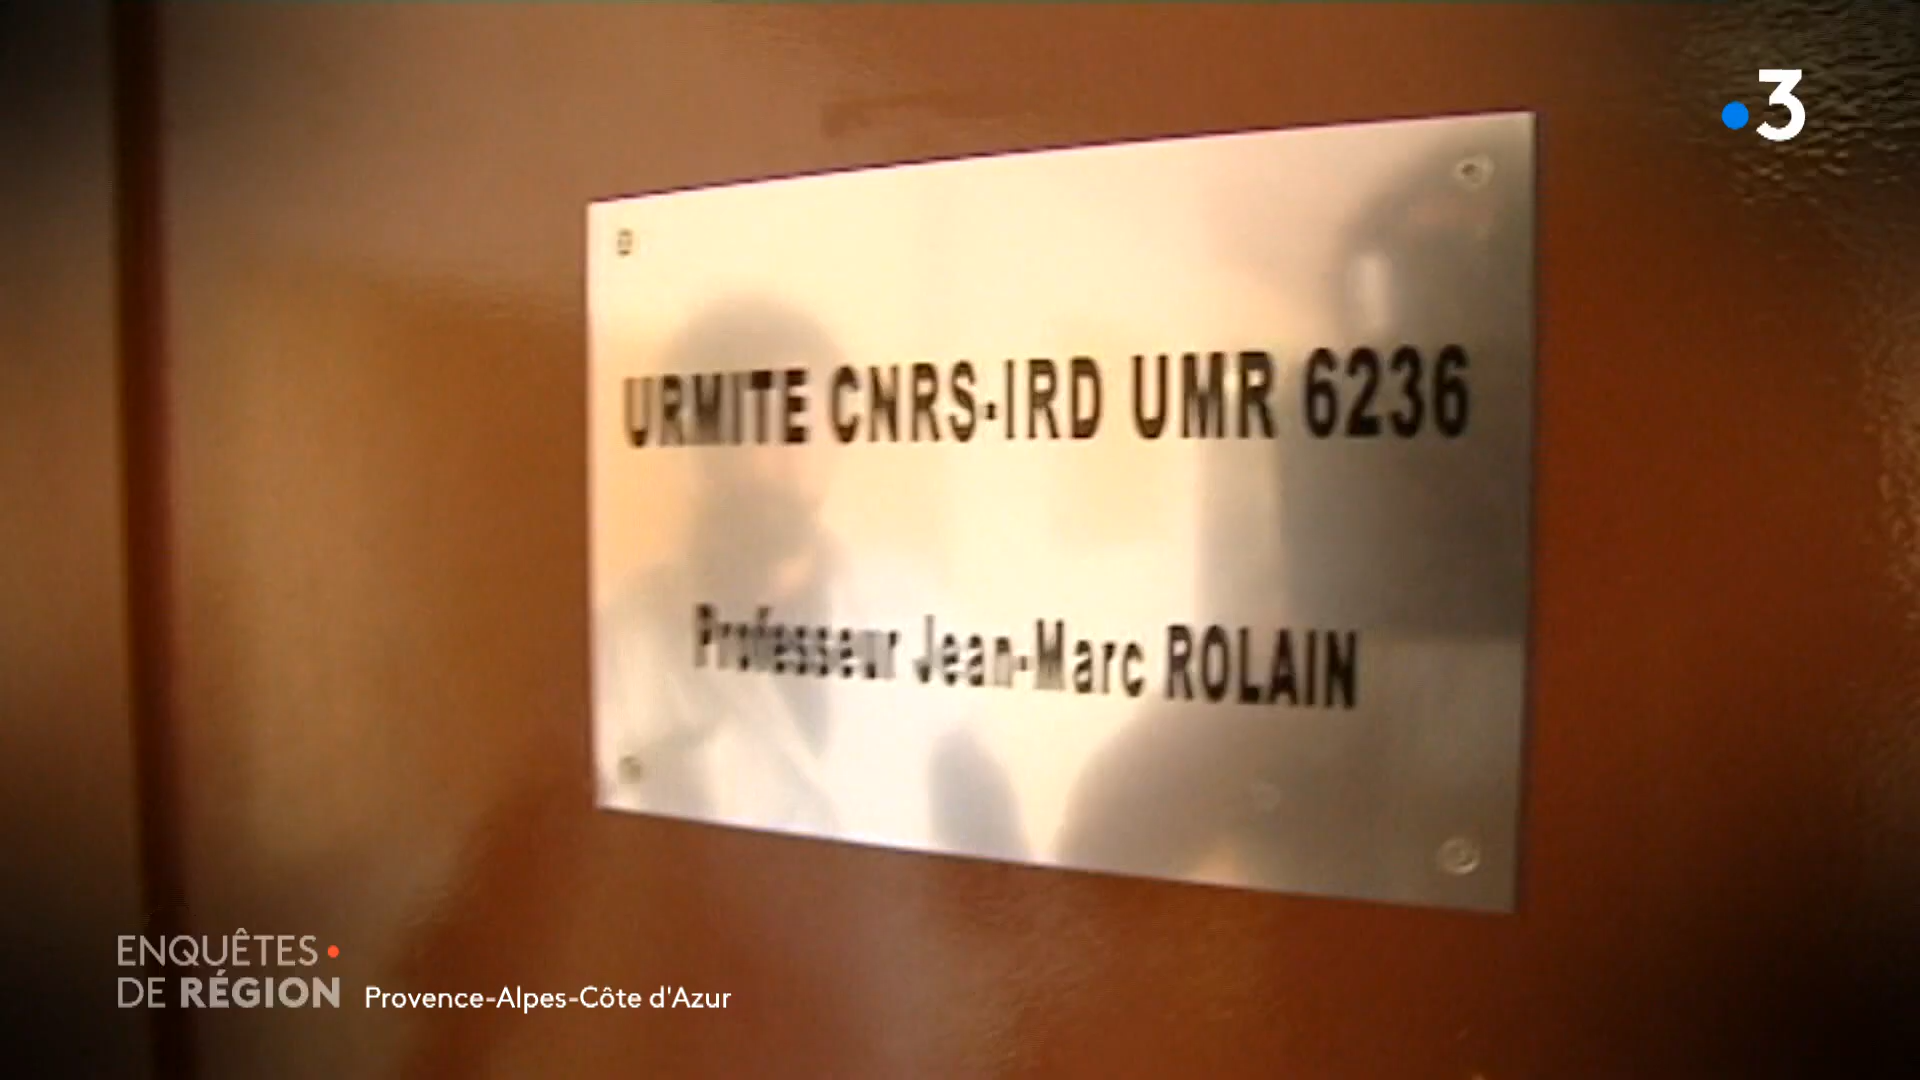 3
URMITE CNRS-IRD UMR 6236
Professeur Jean-Marc ROLAIN
ENQUÊTES
DE RÉGION Provence-Alpes-Côte d'Azur